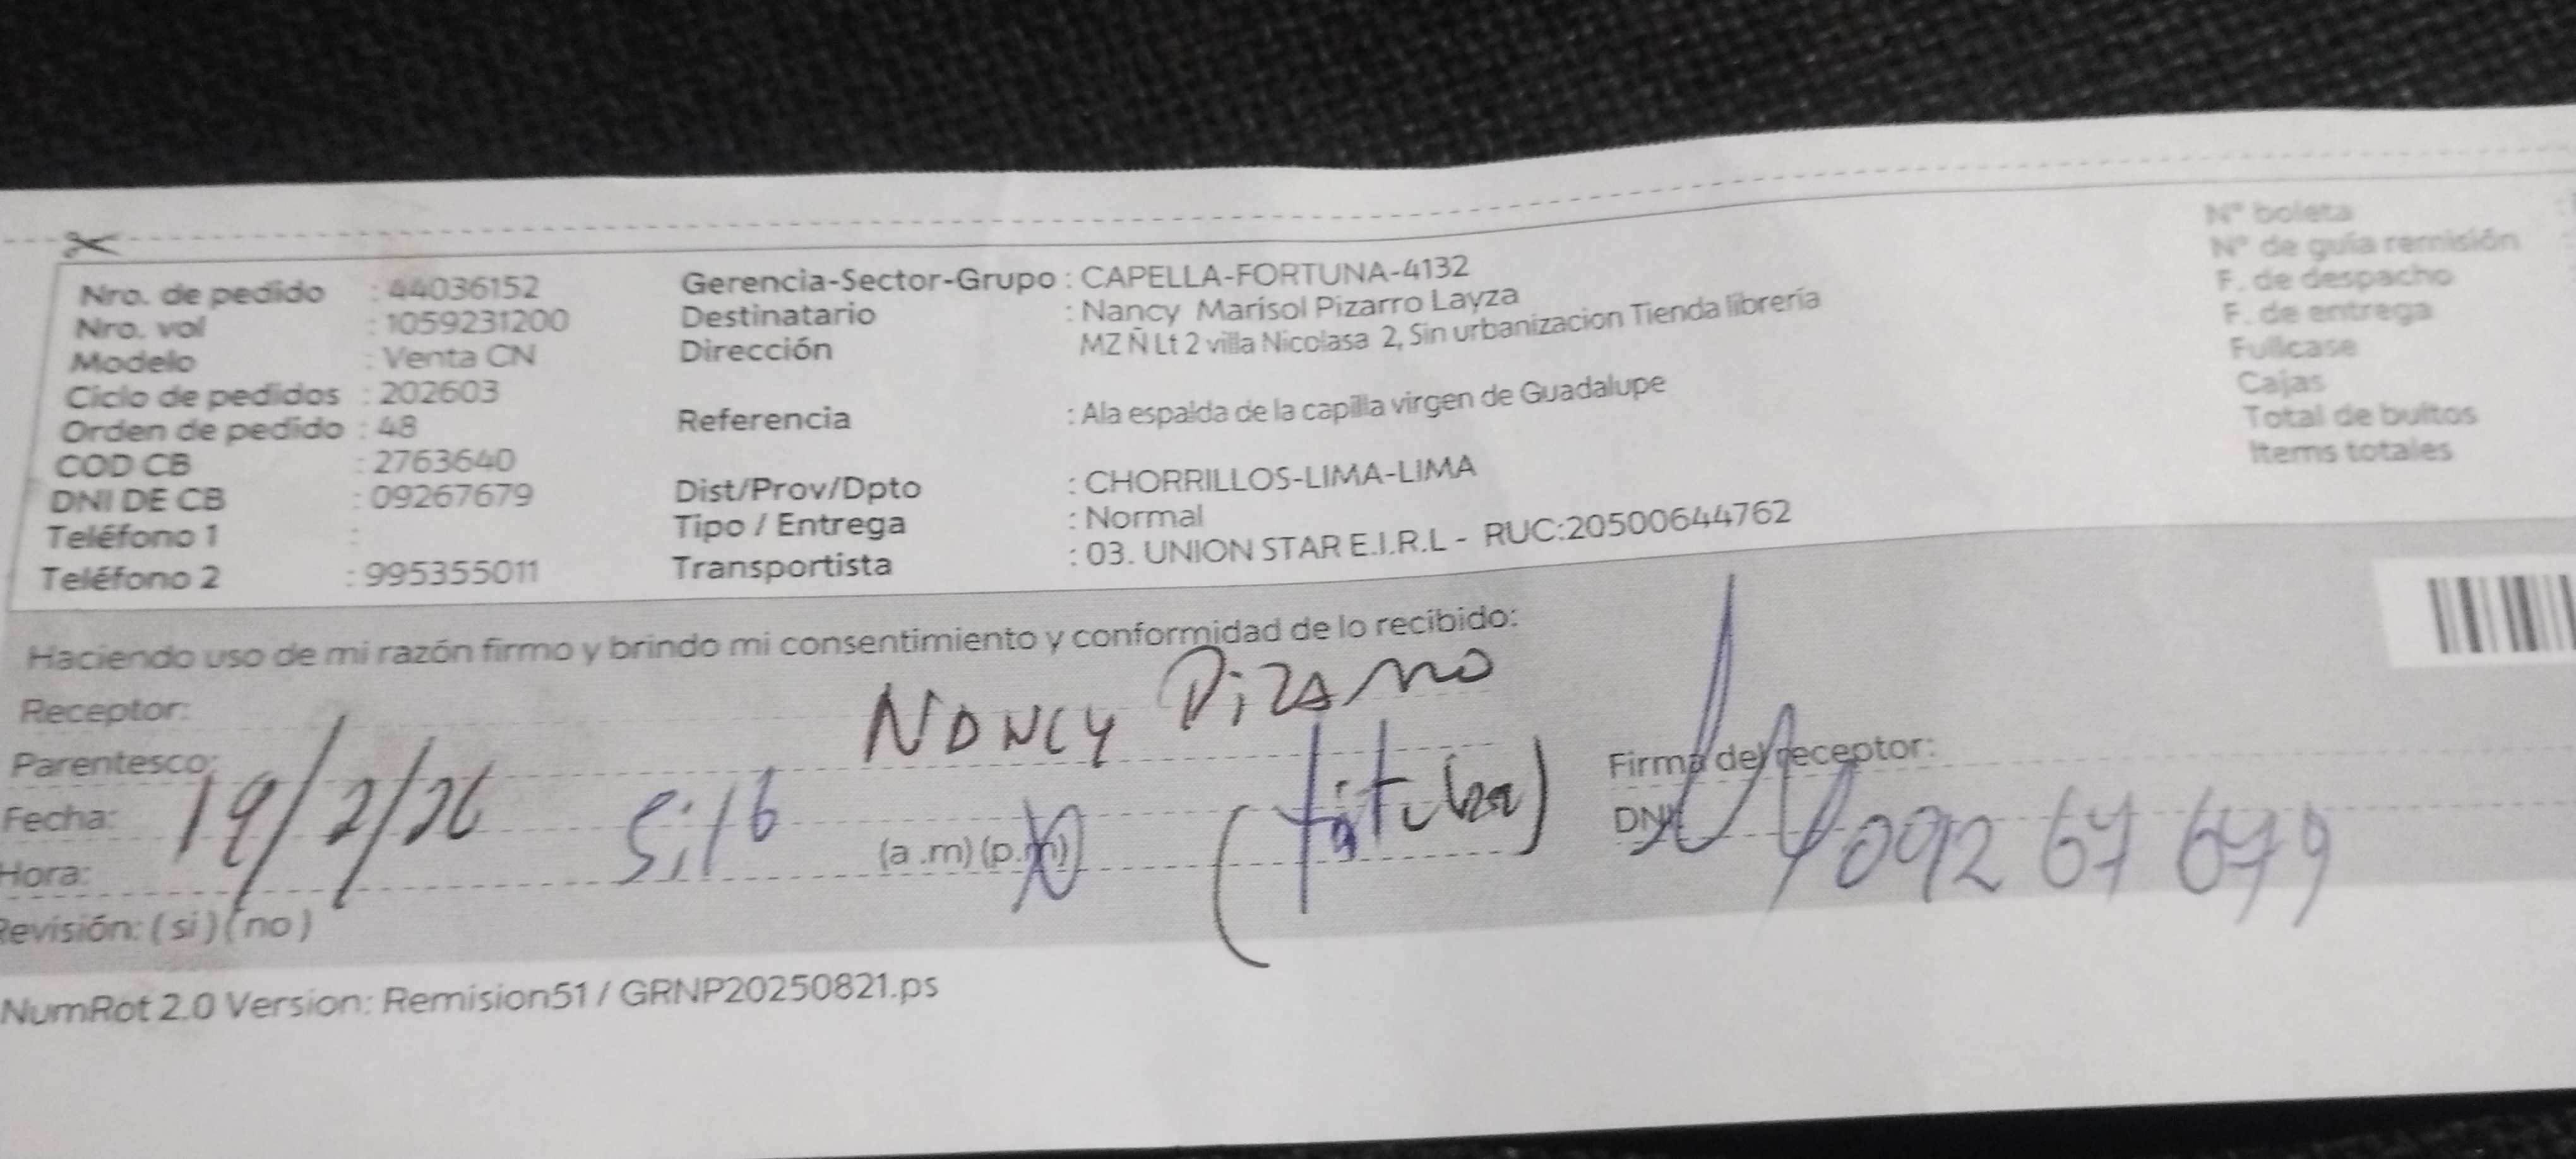 Nro. de pedido : 44036152
Nro. vol : 1059231200
Modelo : Venta CN
Ciclo de pedidos : 202603
Orden de pedido : 48
COD CB : 2763640
DNI DE CB : 09267679
Teléfono 1 :
Teléfono 2 : 995355011
Gerencia-Sector-Grupo : CAPELLA-FORTUNA-4132
Destinatario : Nancy Marisol Pizarro Layza
Dirección MZ Ñ Lt 2 villa Nicolasa 2, Sin urbanizacion Tienda librería
Referencia : Ala espalda de la capilla virgen de Guadalupe
Dist/Prov/Dpto : CHORRILLOS-LIMA-LIMA
Tipo / Entrega : Normal
Transportista : 03. UNION STAR E.I.R.L - RUC:20500644762
N° boleta
N° de guía remisión
F. de despacho
F. de entrega
Fullcase
Cajas
Total de bultos
Items totales
Haciendo uso de mi razón firmo y brindo mi consentimiento y conformidad de lo recibido:
Receptor: Nancy Pizarro
Parentesco: (titular)
Fecha: 19/2/26
Hora: (a .m) (p.m)
Revisión: ( si ) ( no )
Firma del receptor:
DNI 09267679
NumRot 2.0 Version: Remision51 / GRNP20250821.ps